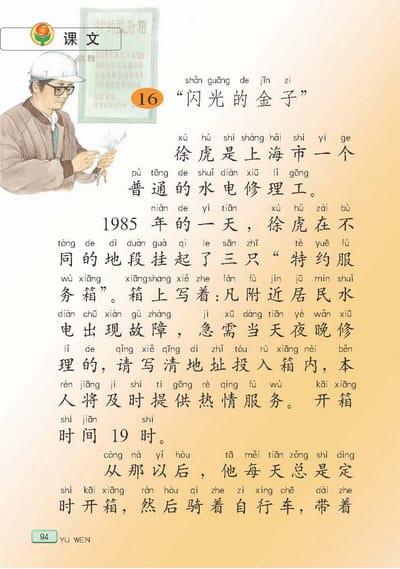 特约服务箱
课文
shǎn guāng de jīn zi
16 “闪光的金子”
xú hǔ shì shàng hǎi shì yí ge
徐虎是上海市一个
pǔ tōng de shuǐ diàn xiū lǐ gōng
普通的水电修理工。
nián de yì tiān xú hǔ zài bù
1985 年的一天，徐虎在不
tóng de dì duàn guà qǐ le sān zhī tè yuē fú
同的地段挂起了三只“特约服
wù xiāng xiāngshang xiě zhe fán fù jìn jū mín shuǐ
务箱”。箱上写着：凡附近居民水
diàn chū xiàn gù zhàng jí xū dàng tiān yè wǎn xiū
电出现故障，急需当天夜晚修
lǐ de qǐng xiě qīng dì zhǐ tóu rù xiāng nèi běn
理的，请写清地址投入箱内，本
rén jiāng jí shí tí gōng rè qíng fú wù kāi xiāng
人将及时提供热情服务。开箱
shí jiān shí
时间 19 时。
cóng nà yǐ hòu tā měi tiān zǒng shì dìng
从那以后，他每天总是定
shí kāi xiāng rán hòu qí zhe zì xíng chē dài zhe
时开箱，然后骑着自行车，带着
94 YU WEN